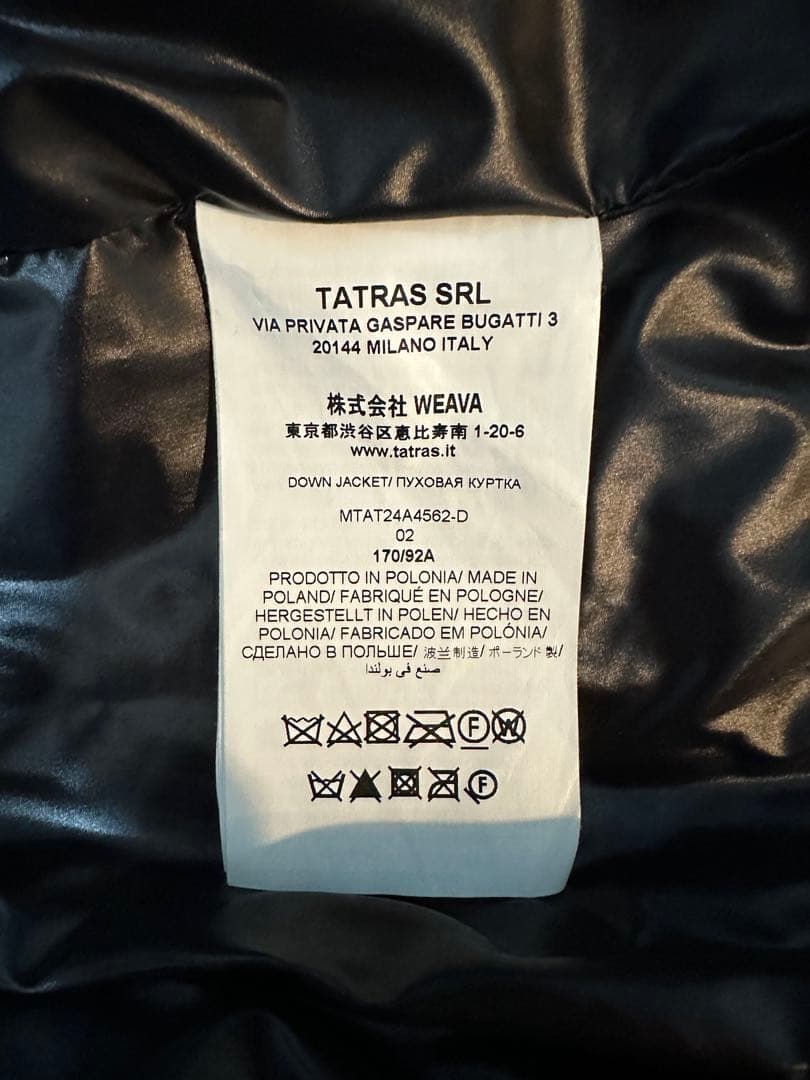 TATRAS SRL
VIA PRIVATA GASPARE BUGATTI 3
20144 MILANO ITALY
株式会社 WEAVA
東京都渋谷区恵比寿南 1-20-6
www.tatras.it
DOWN JACKET/ ПУХОВАЯ КУРТКА
MTAT24A4562-D
02
170/92A
PRODOTTO IN POLONIA/ MADE IN
POLAND/ FABRIQUÉ EN POLOGNE/
HERGESTELLT IN POLEN/ HECHO EN
POLONIA/ FABRICADO EM POLÓNIA/
СДЕЛАНО В ПОЛЬШЕ/ 波兰制造/ ポーランド製/
صنع في بولندا
F W
F